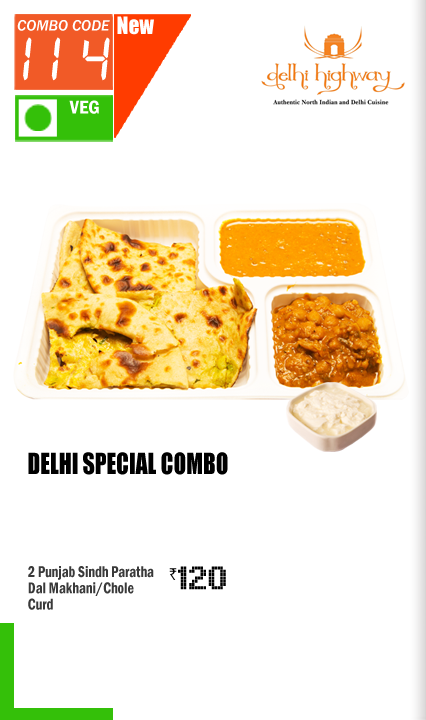 COMBO CODE
114
New
VEG
delhi highway
Authentic North Indian and Delhi Cuisine
DELHI SPECIAL COMBO
2 Punjab Sindh Paratha
Dal Makhani/Chole
Curd
₹120